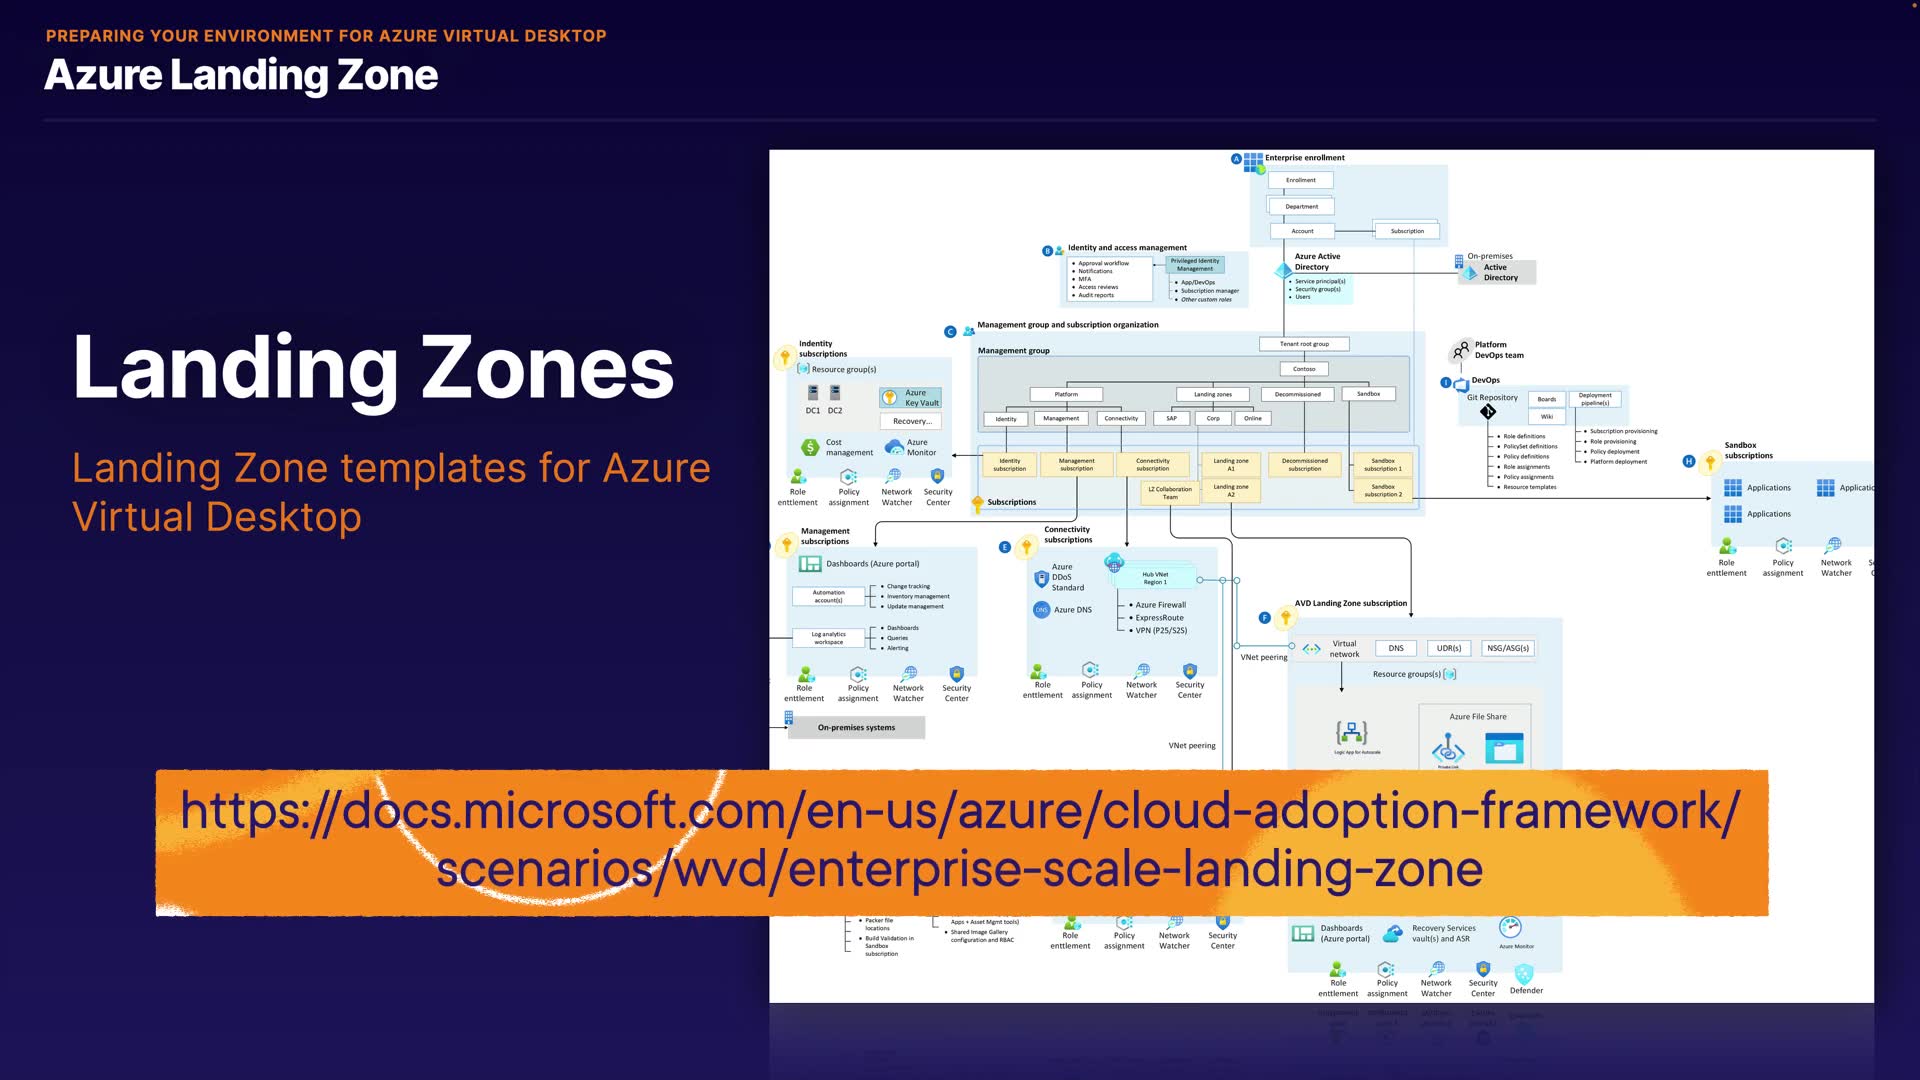 PREPARING YOUR ENVIRONMENT FOR AZURE VIRTUAL DESKTOP
Azure Landing Zone
Landing Zones
Landing Zone templates for Azure
Virtual Desktop
A
Enterprise enrollment
Enrollment
Department
Account
Subscription
B
Identity and access management
Approval workflow
Notifications
MFA
Access reviews
Audit reports
Privileged Identity
Management
App/DevOps
Subscription manager
Other custom roles
Azure Active
Directory
Service principal(s)
Security group(s)
Users
On-premises
Active
Directory
C
Management group and subscription organization
Management group
Tenant root group
Contoso
Platform
Landing zones
Decommissioned
Sandbox
Identity
Management
Connectivity
SAP
Corp
Online
Identity
subscription
Management
subscription
Connectivity
subscription
Landing zone
A1
Decommissioned
subscription
Sandbox
subscription 1
LZ Collaboration
Team
Landing zone
A2
Sandbox
subscription 2
Subscriptions
Indentity
subscriptions
Resource group(s)
DC1
DC2
Azure
Key Vault
Recovery...
Cost
management
Azure
Monitor
Role
enttlement
Policy
assignment
Network
Watcher
Security
Center
Platform
DevOps team
I
DevOps
Git Repository
Boards
Wiki
Deployment
pipeline(s)
Role definitions
PolicySet definitions
Policy definitions
Role assignments
Policy assignments
Resource templates
Subscription provisioning
Role provisioning
Policy deployment
Platform deployment
H
Sandbox
subscriptions
Applications
Applicatic
Applications
Role
enttlement
Policy
assignment
Network
Watcher
Management
subscriptions
Dashboards (Azure portal)
Automation
account(s)
Change tracking
Inventory management
Update management
Log analytics
workspace
Dashboards
Queries
Alerting
Role
enttlement
Policy
assignment
Network
Watcher
Security
Center
On-premises systems
E
Connectivity
subscriptions
Azure
DDoS
Standard
DNS
Azure DNS
Hub VNet
Region 1
Azure Firewall
ExpressRoute
VPN (P2S/S2S)
Role
enttlement
Policy
assignment
Network
Watcher
Security
Center
VNet peering
VNet peering
F
AVD Landing Zone subscription
Virtual
network
DNS
UDR(s)
NSG/ASG(s)
Resource groups(s)
Logic App for Autoscale
Azure File Share
Private Link
https://docs.microsoft.com/en-us/azure/cloud-adoption-framework/
scenarios/wvd/enterprise-scale-landing-zone
Packer file
locations
Build Validation in
Sandbox
subscription
Apps + Asset Mgmt tools)
Shared Image Gallery
configuration and RBAC
Role
enttlement
Policy
assignment
Network
Watcher
Security
Center
Dashboards
(Azure portal)
Recovery Services
vault(s) and ASR
Azure Monitor
Role
enttlement
Policy
assignment
Network
Watcher
Security
Center
Defender